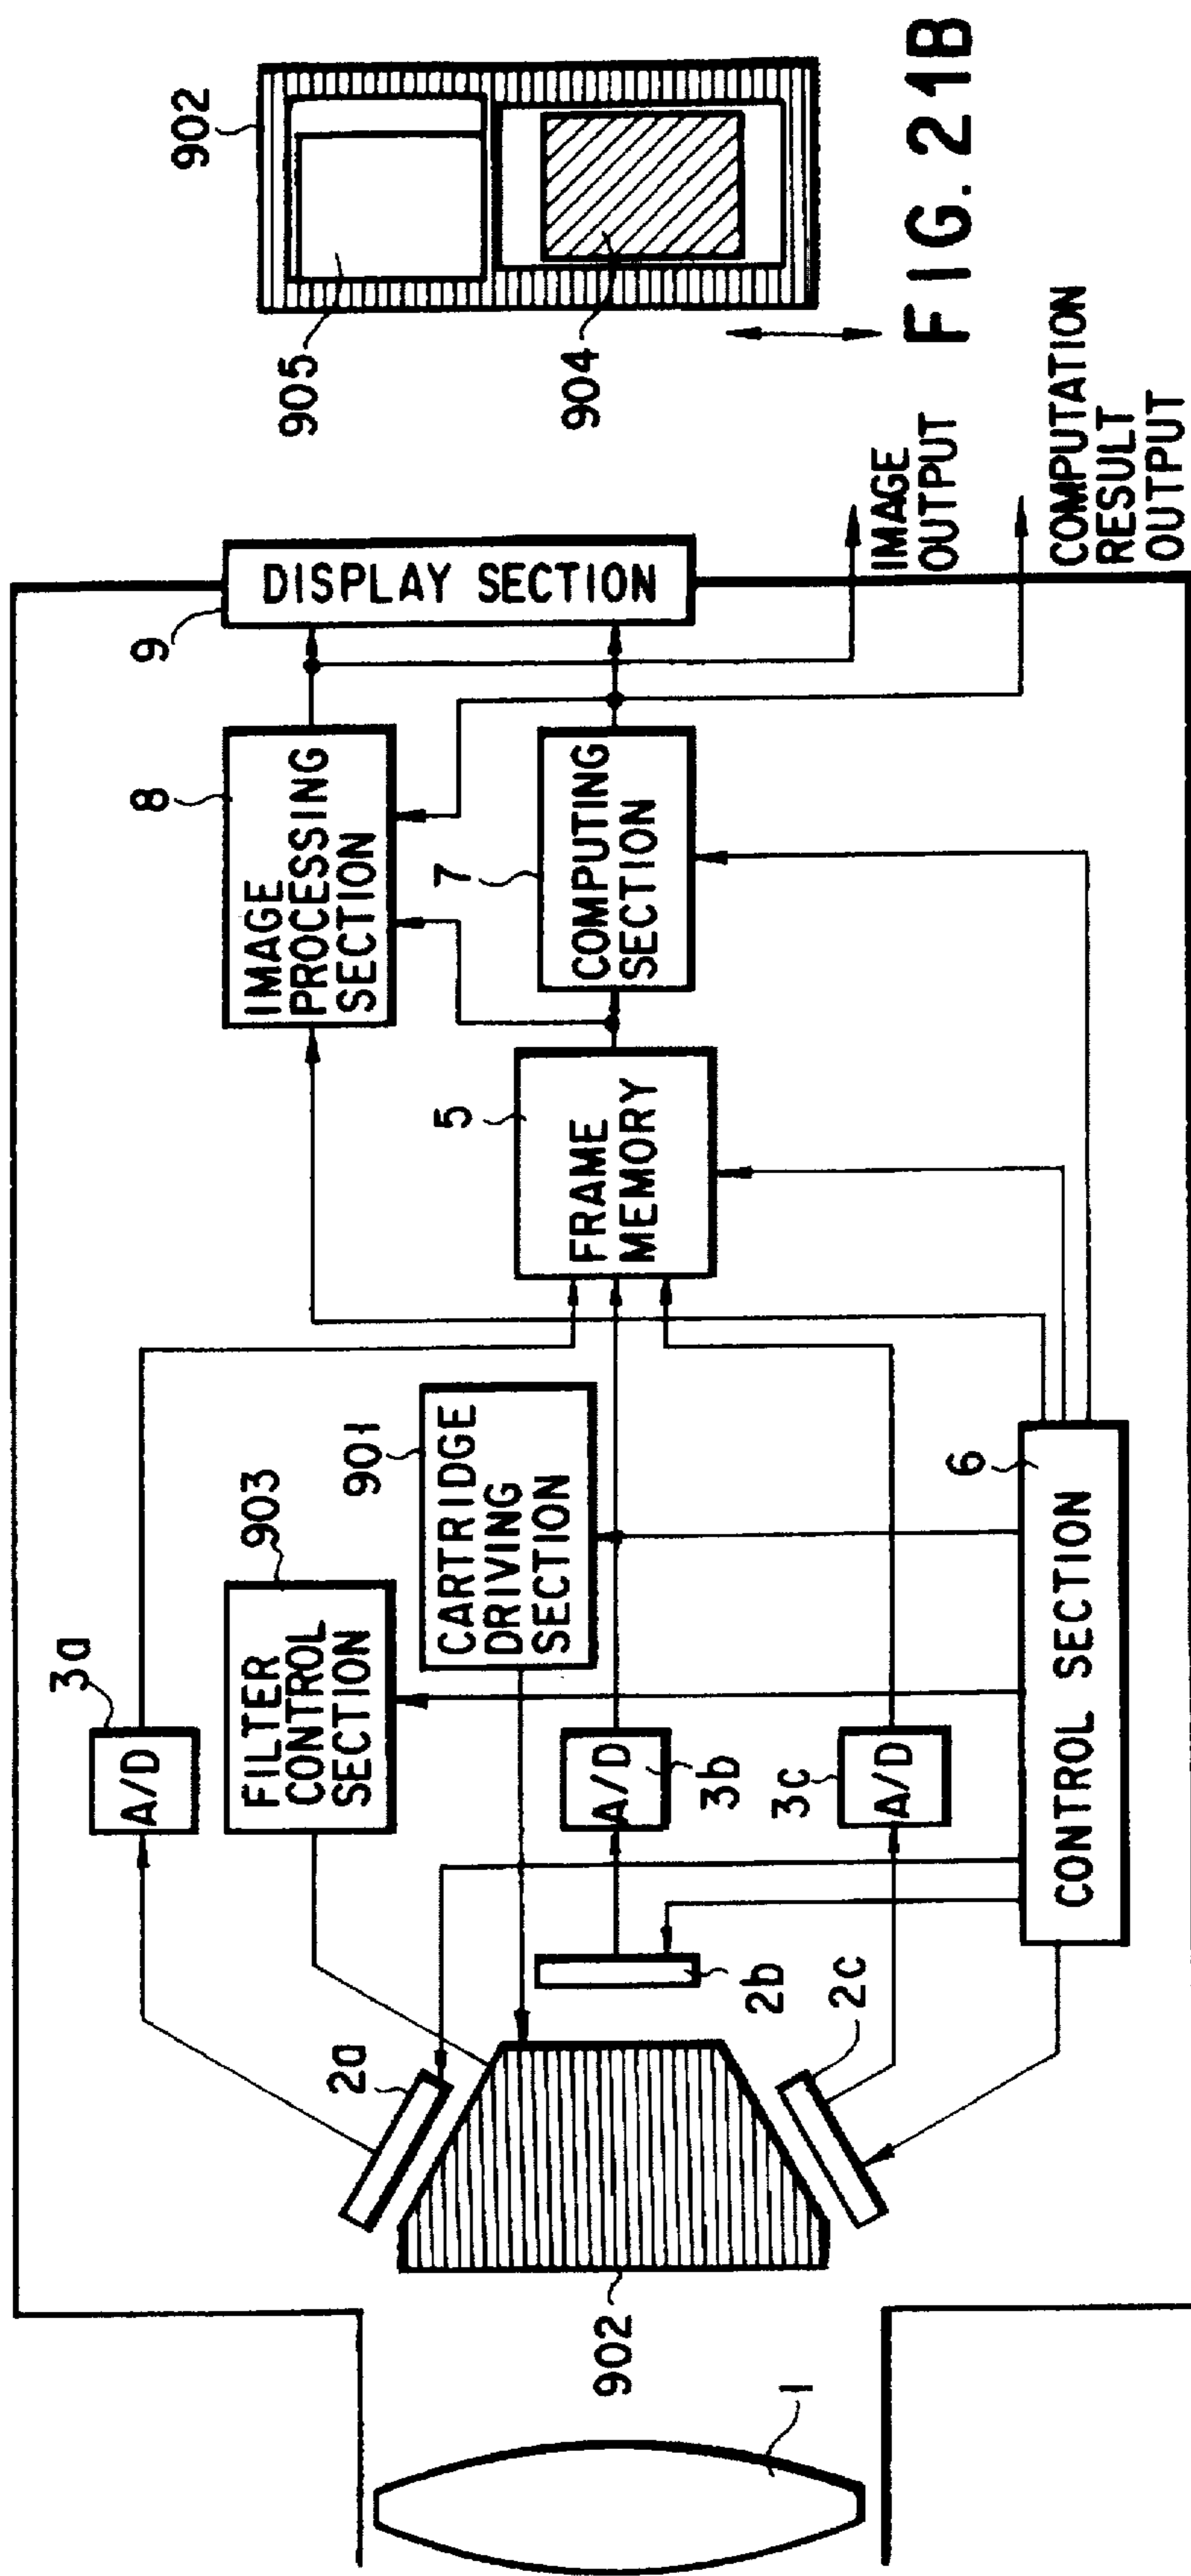 902
905
904
FIG. 21B
DISPLAY SECTION
9
IMAGE
OUTPUT
COMPUTATION
RESULT
OUTPUT
8
IMAGE
PROCESSING
SECTION
7
COMPUTING
SECTION
5
FRAME
MEMORY
903
FILTER
CONTROL
SECTION
901
CARTRIDGE
DRIVING
SECTION
3a
A/D
A/D
3b
3c
A/D
6
CONTROL SECTION
2a
2b
2c
902
1